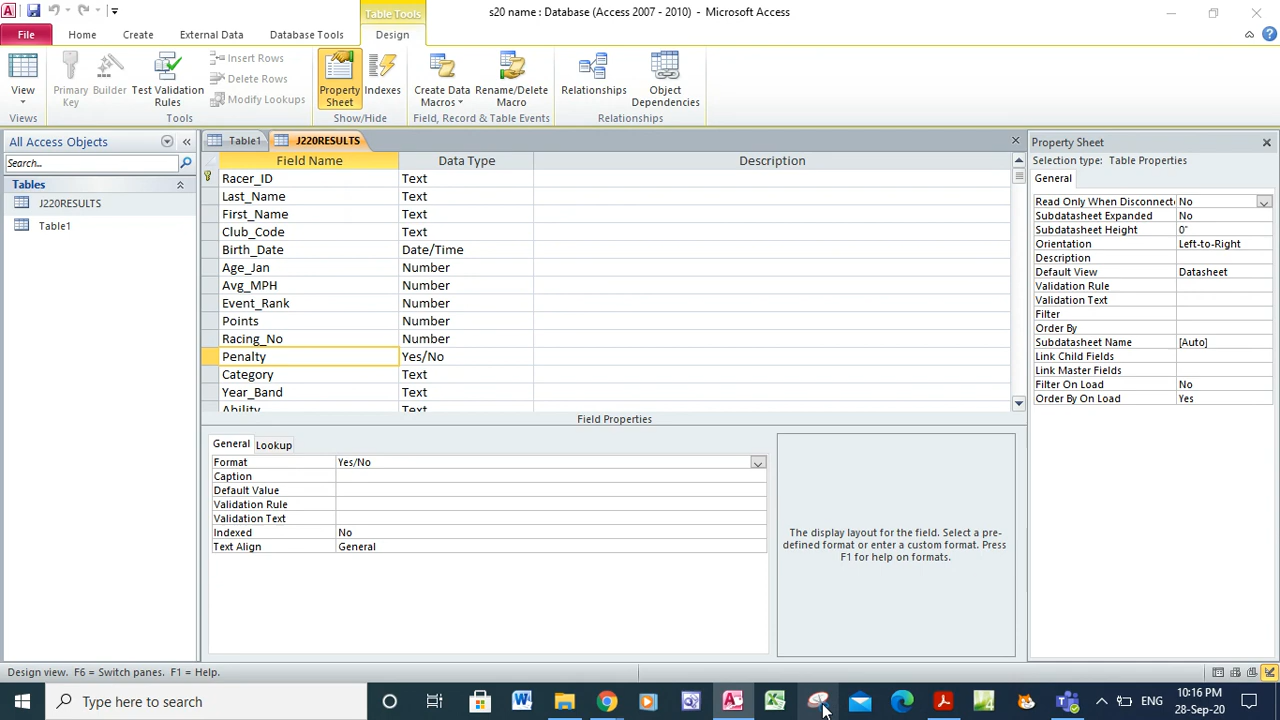 Table Tools
s20 name : Database (Access 2007 - 2010) - Microsoft Access
File Home Create External Data Database Tools Design
View
Primary Key
Builder
Test Validation Rules
Insert Rows
Delete Rows
Modify Lookups
Property Sheet
Indexes
Create Data Macros
Rename/Delete Macro
Relationships
Object Dependencies
Views Tools Show/Hide Field, Record & Table Events Relationships
All Access Objects
Search...
Tables
J220RESULTS
Table1
Table1 J220RESULTS
Field Name Data Type Description
Racer_ID Text
Last_Name Text
First_Name Text
Club_Code Text
Birth_Date Date/Time
Age_Jan Number
Avg_MPH Number
Event_Rank Number
Points Number
Racing_No Number
Penalty Yes/No
Category Text
Year_Band Text
Ability Text
Field Properties
General Lookup
Format Yes/No
Caption
Default Value
Validation Rule
Validation Text
Indexed No
Text Align General
The display layout for the field. Select a pre-
defined format or enter a custom format. Press
F1 for help on formats.
Property Sheet
Selection type: Table Properties
General
Read Only When Disconnecte No
Subdatasheet Expanded No
Subdatasheet Height 0"
Orientation Left-to-Right
Description
Default View Datasheet
Validation Rule
Validation Text
Filter
Order By
Subdatasheet Name [Auto]
Link Child Fields
Link Master Fields
Filter On Load No
Order By On Load Yes
Design view. F6 = Switch panes. F1 = Help.
Type here to search
ENG
10:16 PM
28-Sep-20